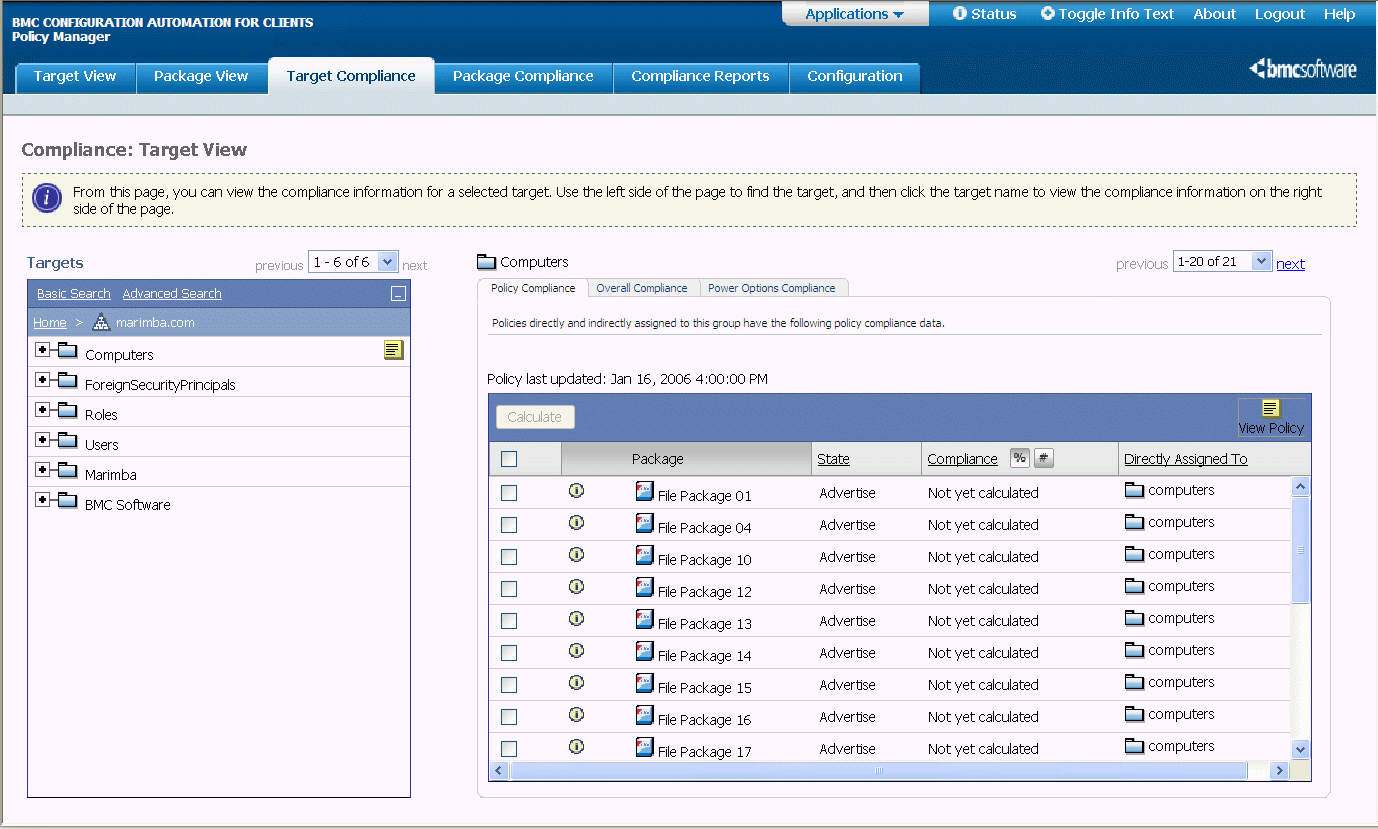 BMC CONFIGURATION AUTOMATION FOR CLIENTS
Policy Manager
Applications Status Toggle Info Text About Logout Help
Target View Package View Target Compliance Package Compliance Compliance Reports Configuration
bmcsoftware
Compliance: Target View
From this page, you can view the compliance information for a selected target. Use the left side of the page to find the target, and then click the target name to view the compliance information on the right
side of the page.
Targets previous 1 - 6 of 6 next
Basic Search Advanced Search
Home > marimba.com
Computers
ForeignSecurityPrincipals
Roles
Users
Marimba
BMC Software
Computers previous 1-20 of 21 next
Policy Compliance Overall Compliance Power Options Compliance
Policies directly and indirectly assigned to this group have the following policy compliance data.
Policy last updated: Jan 16, 2006 4:00:00 PM
Calculate View Policy
Package State Compliance % # Directly Assigned To
File Package 01 Advertise Not yet calculated computers
File Package 04 Advertise Not yet calculated computers
File Package 10 Advertise Not yet calculated computers
File Package 12 Advertise Not yet calculated computers
File Package 13 Advertise Not yet calculated computers
File Package 14 Advertise Not yet calculated computers
File Package 15 Advertise Not yet calculated computers
File Package 16 Advertise Not yet calculated computers
File Package 17 Advertise Not yet calculated computers